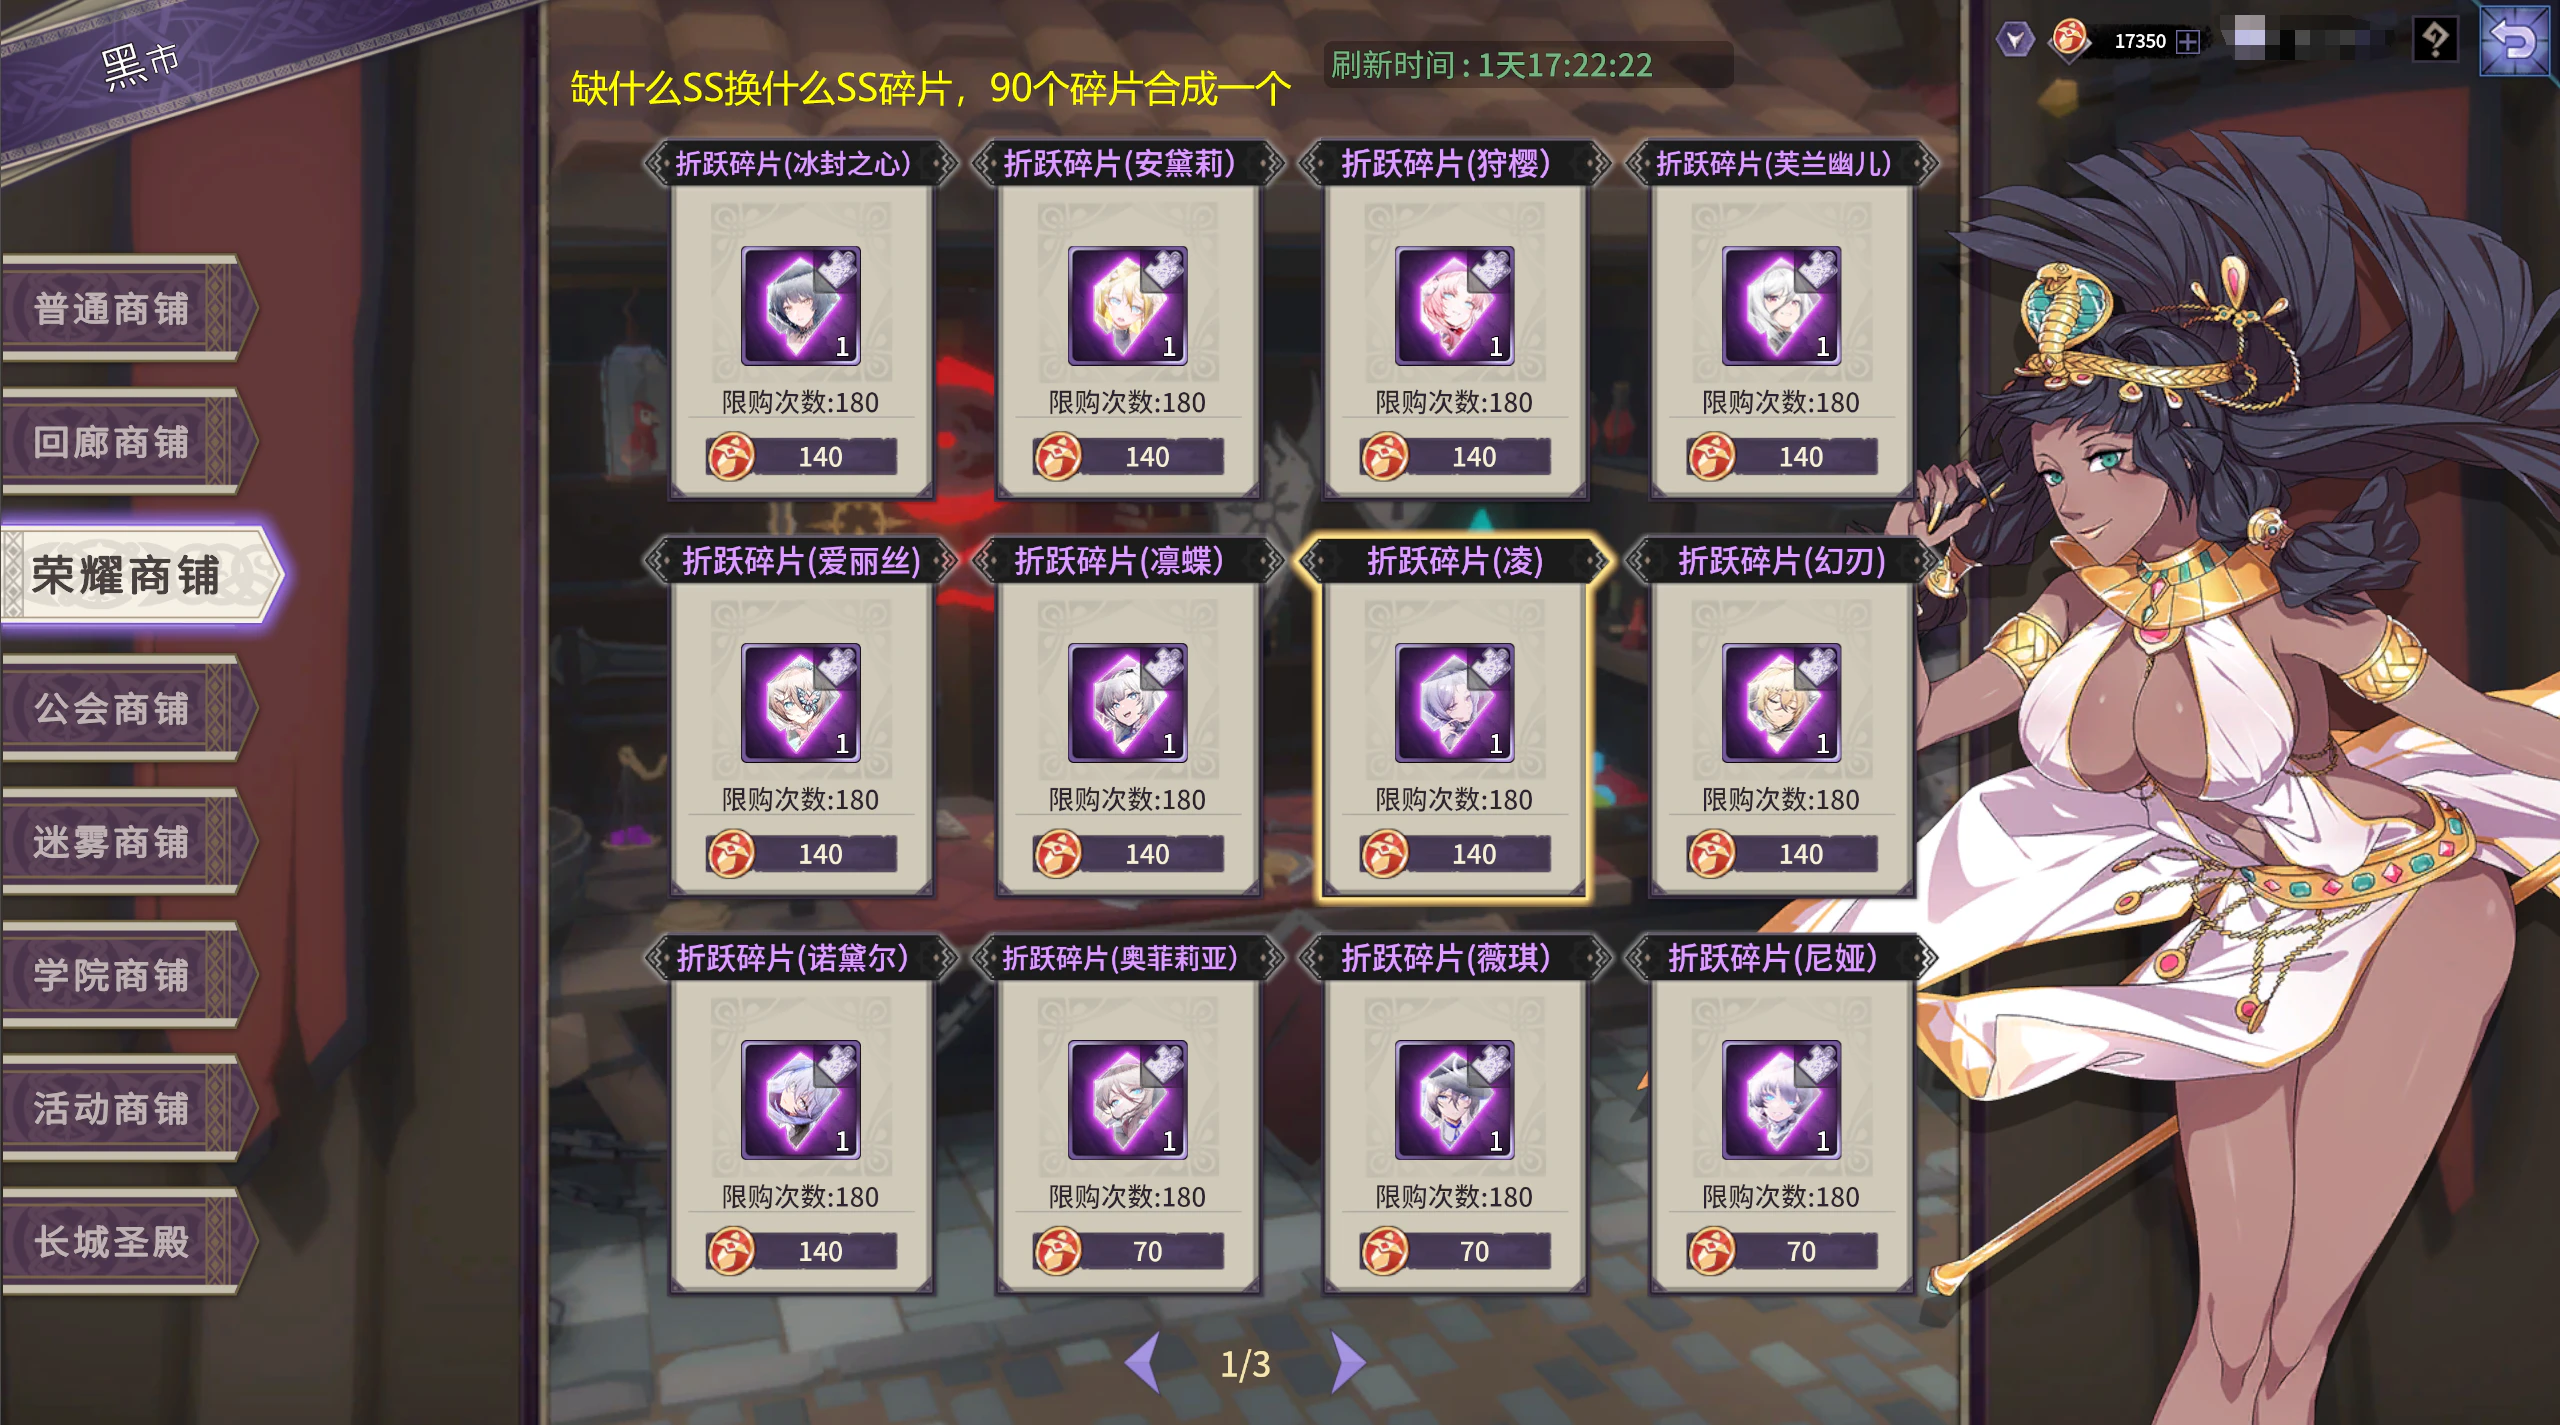 黑市
缺什么SS换什么SS碎片，90个碎片合成一个
刷新时间：1天17:22:22
17350
普通商铺
回廊商铺
荣耀商铺
公会商铺
迷雾商铺
学院商铺
活动商铺
长城圣殿
折跃碎片(冰封之心)
1
限购次数:180
140
折跃碎片(安黛莉)
1
限购次数:180
140
折跃碎片(狩樱)
1
限购次数:180
140
折跃碎片(芙兰幽儿)
1
限购次数:180
140
折跃碎片(爱丽丝)
1
限购次数:180
140
折跃碎片(凛蝶)
1
限购次数:180
140
折跃碎片(凌)
1
限购次数:180
140
折跃碎片(幻刃)
1
限购次数:180
140
折跃碎片(诺黛尔)
1
限购次数:180
140
折跃碎片(奥菲莉亚)
1
限购次数:180
70
折跃碎片(薇琪)
1
限购次数:180
70
折跃碎片(尼娅)
1
限购次数:180
70
1/3